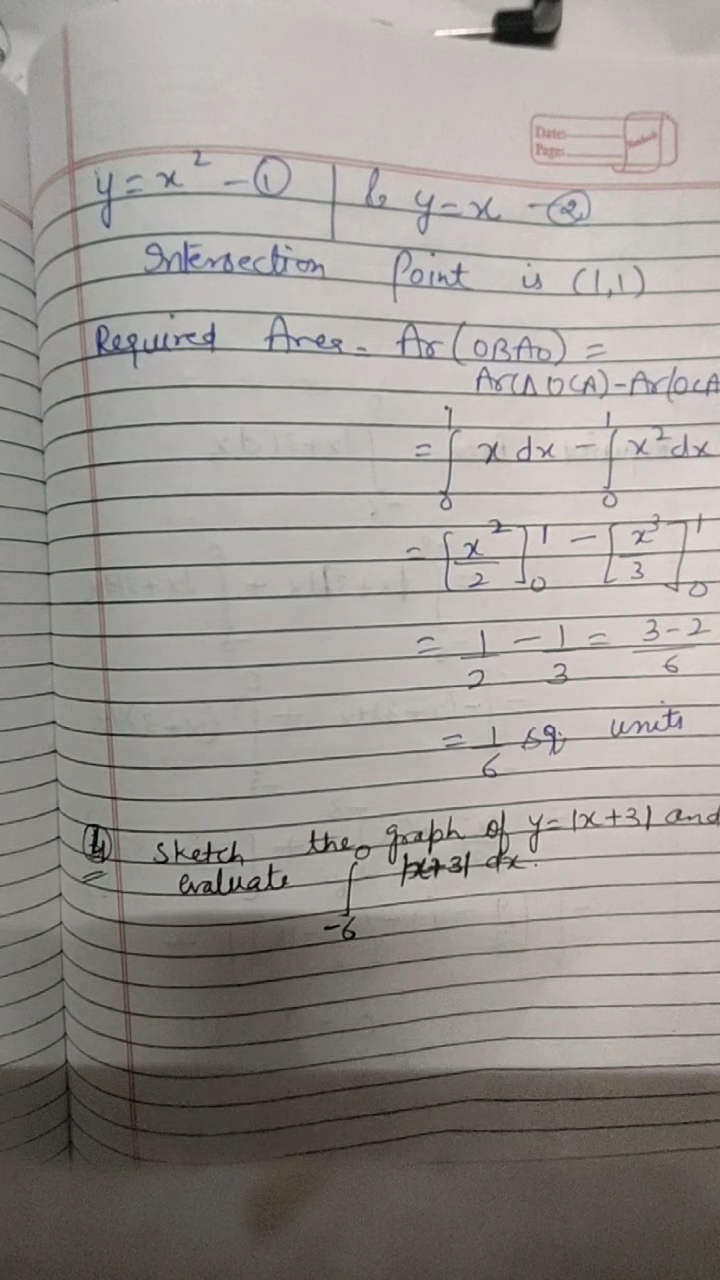 Date:
Page:
y = x² - ① | & y = x - ②
Intersection Point is (1,1)
Required Area = Ar(OBAO) =
Ar(Δ OCA) - Ar(OCA
= ∫₀¹ x dx - ∫₀¹ x² dx
= [x²/2]₀¹ - [x³/3]₀¹
= 1/2 - 1/3 = 3-2/6
= 1/6 sq. units
④ Sketch the graph of y = |x+3| and
evaluate ∫₋₆⁰ |x+3| dx.